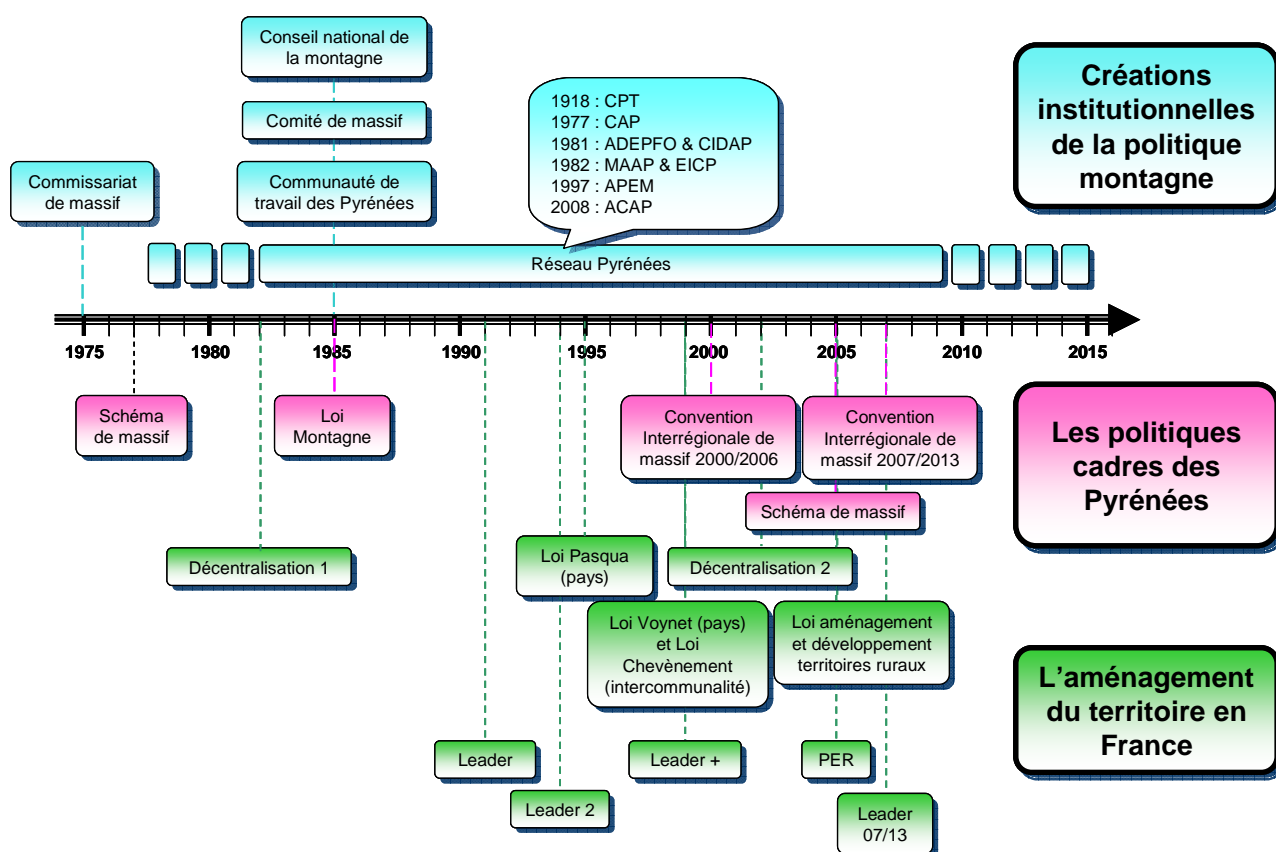 Conseil national de
la montagne
Comité de massif
Commissariat
de massif
Communauté de
travail des Pyrénées
1918 : CPT
1977 : CAP
1981 : ADEPFO & CIDAP
1982 : MAAP & EICP
1997 : APEM
2008 : ACAP
Créations
institutionnelles
de la politique
montagne
Réseau Pyrénées
1975
1980
1985
1990
1995
2000
2005
2010
2015
Schéma
de massif
Loi
Montagne
Convention
Interrégionale de
massif 2000/2006
Convention
Interrégionale de
massif 2007/2013
Schéma de massif
Les politiques
cadres des
Pyrénées
Décentralisation 1
Loi Pasqua
(pays)
Décentralisation 2
Loi Voynet (pays)
et Loi
Chevènement
(intercommunalité)
Loi aménagement
et développement
territoires ruraux
L'aménagement
du territoire en
France
Leader
Leader +
PER
Leader 2
Leader
07/13